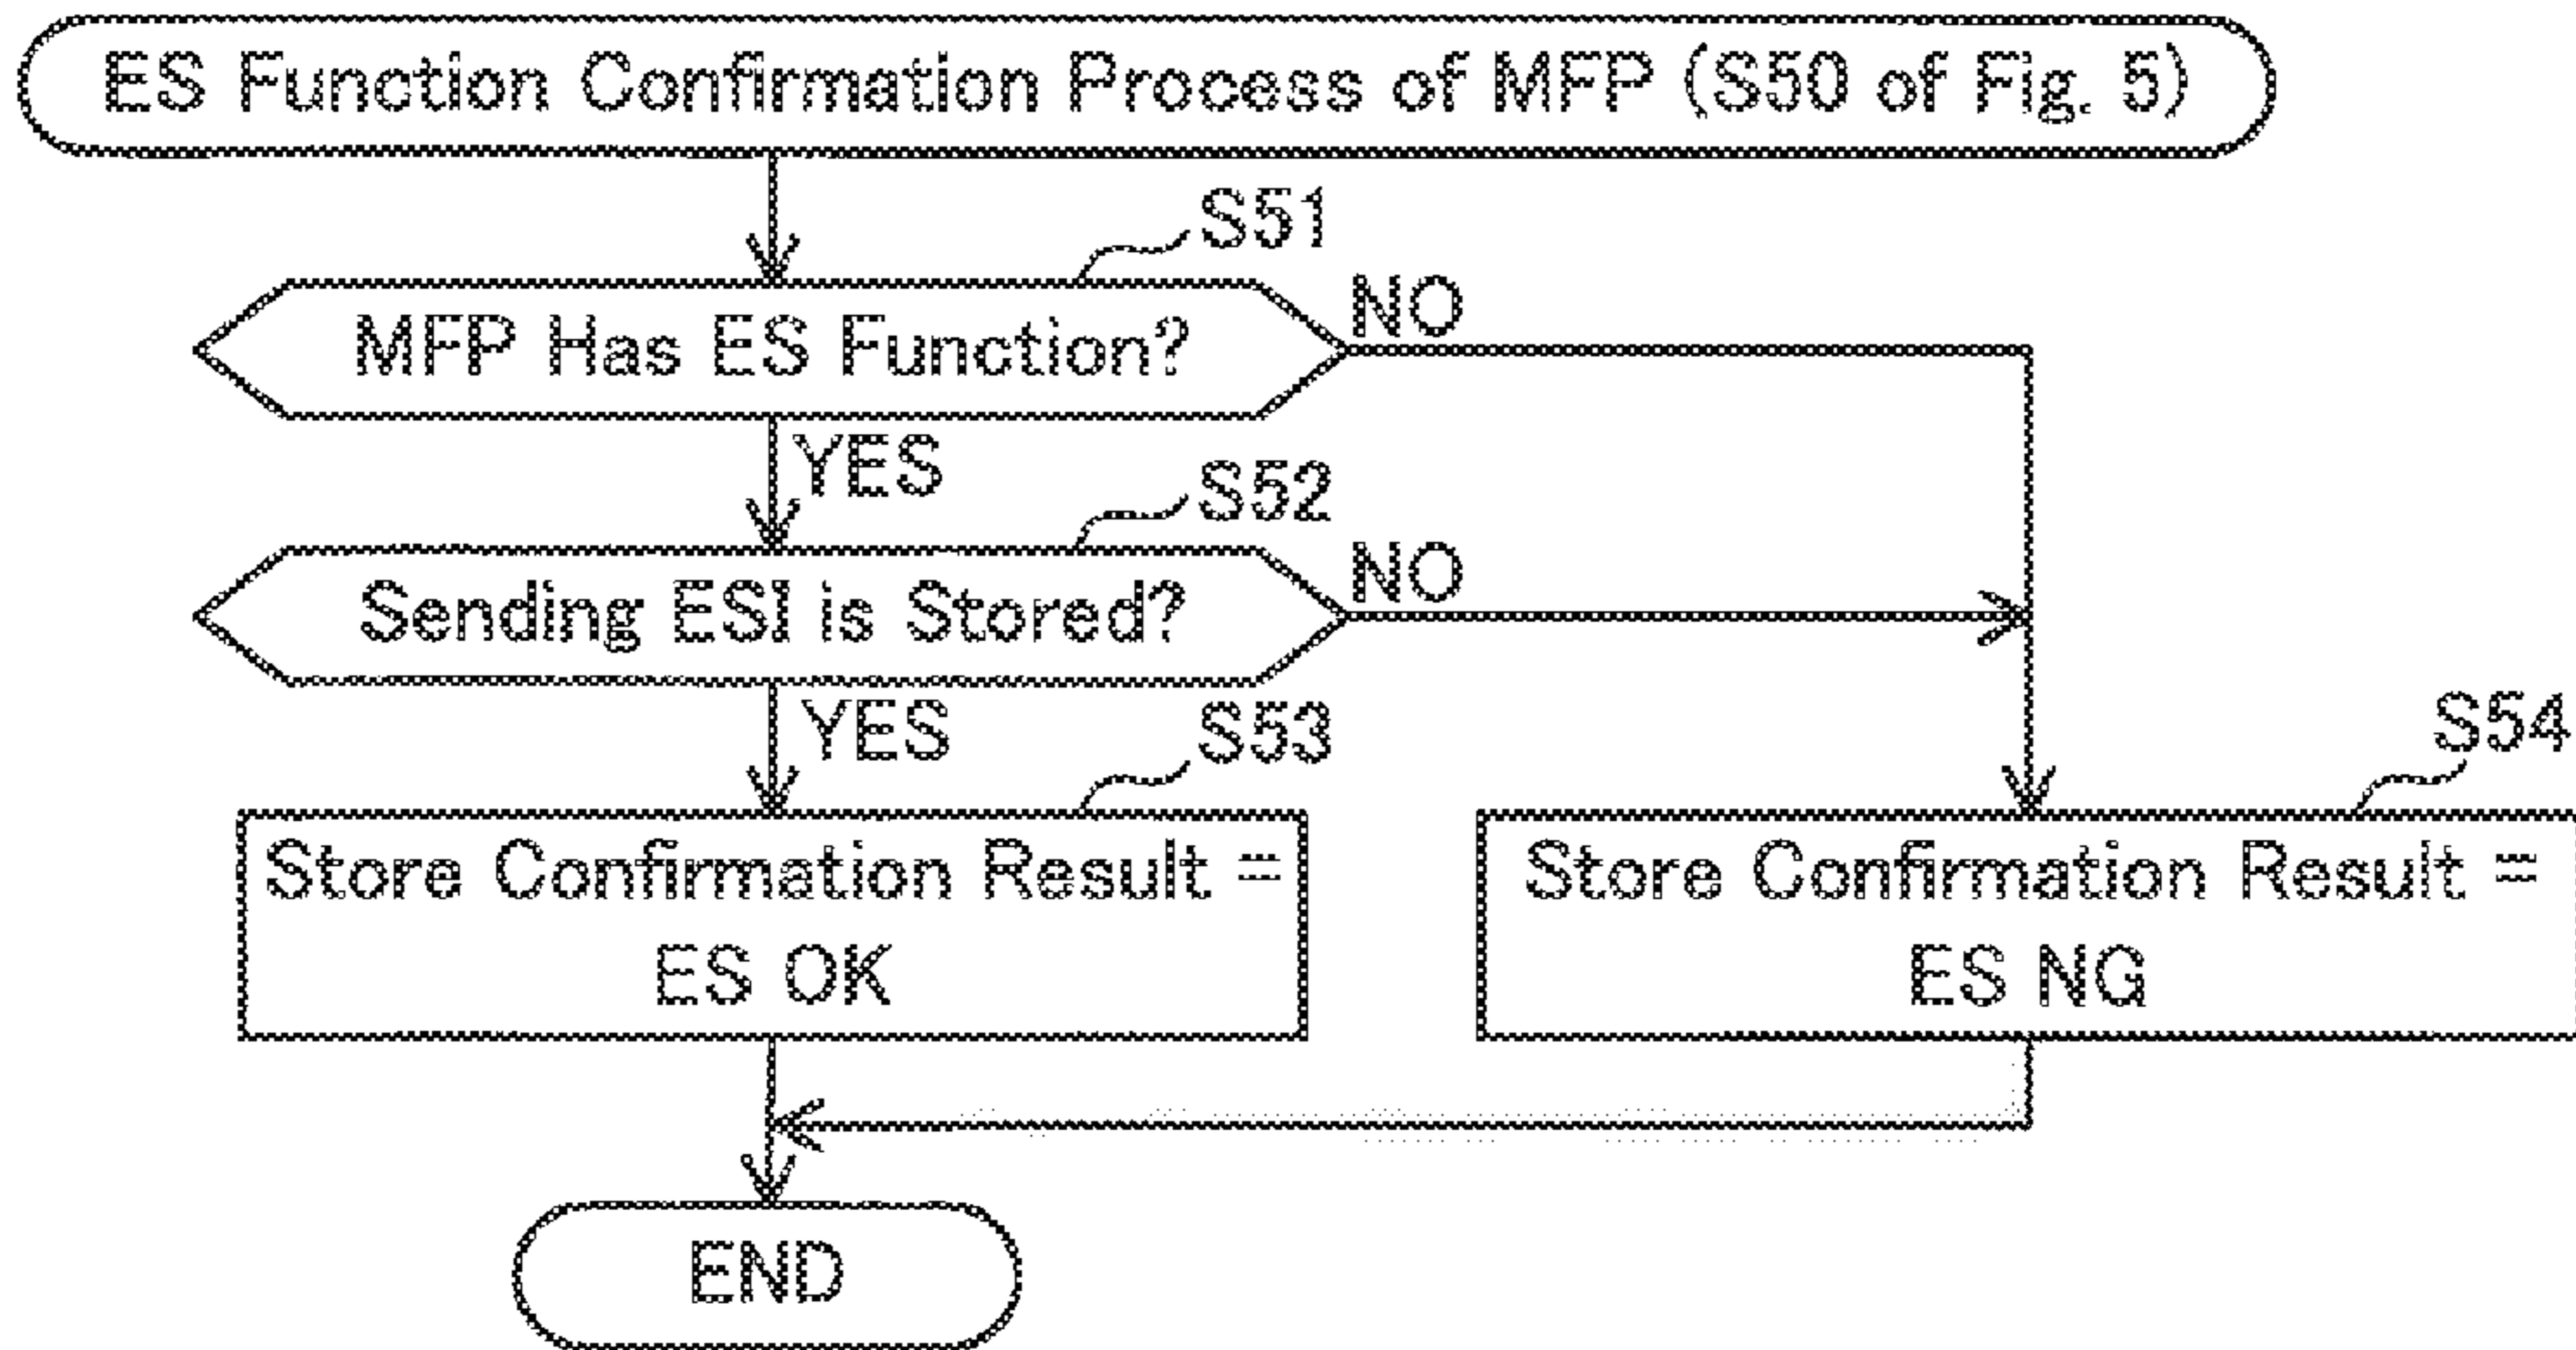 ES Function Confirmation Process of MFP (S50 of Fig. 5)
S51
MFP Has ES Function?
NO
YES
S52
Sending ESI is Stored?
NO
YES
S53
S54
Store Confirmation Result =
ES OK
Store Confirmation Result =
ES NG
END